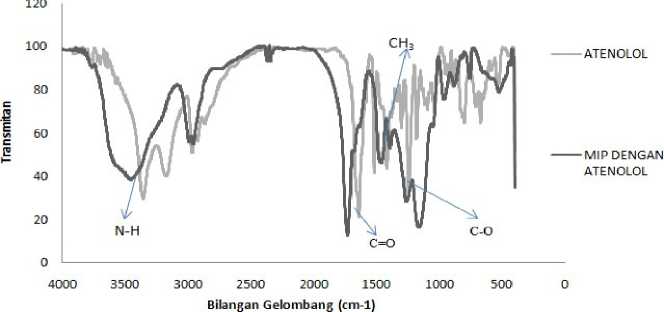 120
100
80
60
40
20
0
Transmitan
4000
3500
3000
2500
2000
1500
1000
500
0
Bilangan Gelombang (cm-1)
N-H
C=O
C-O
CH3
ATENOLOL
MIP DENGAN
ATENOLOL